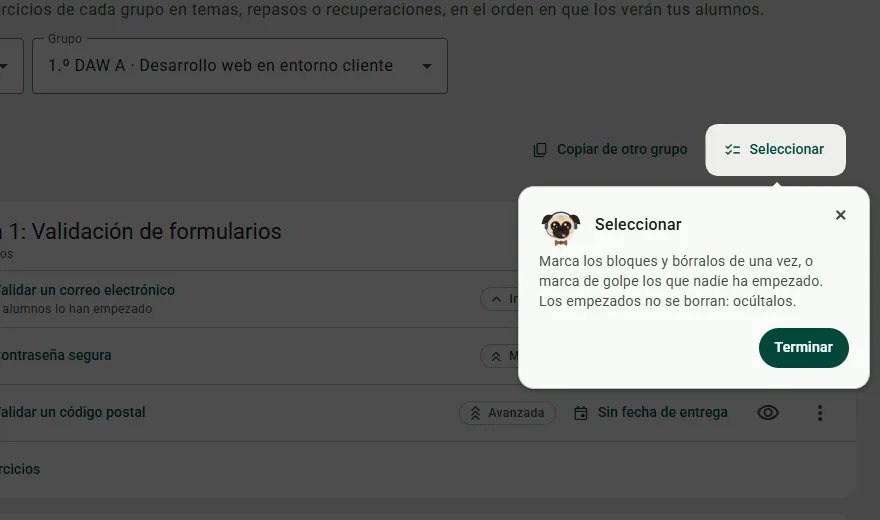 rcicios de cada grupo en temas, repasos o recuperaciones, en el orden en que los verán tus alumnos.
Grupo
1.º DAW A · Desarrollo web en entorno cliente
Copiar de otro grupo
Seleccionar
Seleccionar
Marca los bloques y bórralos de una vez, o
marca de golpe los que nadie ha empezado.
Los empezados no se borran: ocúltalos.
Terminar
1: Validación de formularios
os
alidar un correo electrónico
alumnos lo han empezado
In
ontraseña segura
M
alidar un código postal
Avanzada
Sin fecha de entrega
rcicios